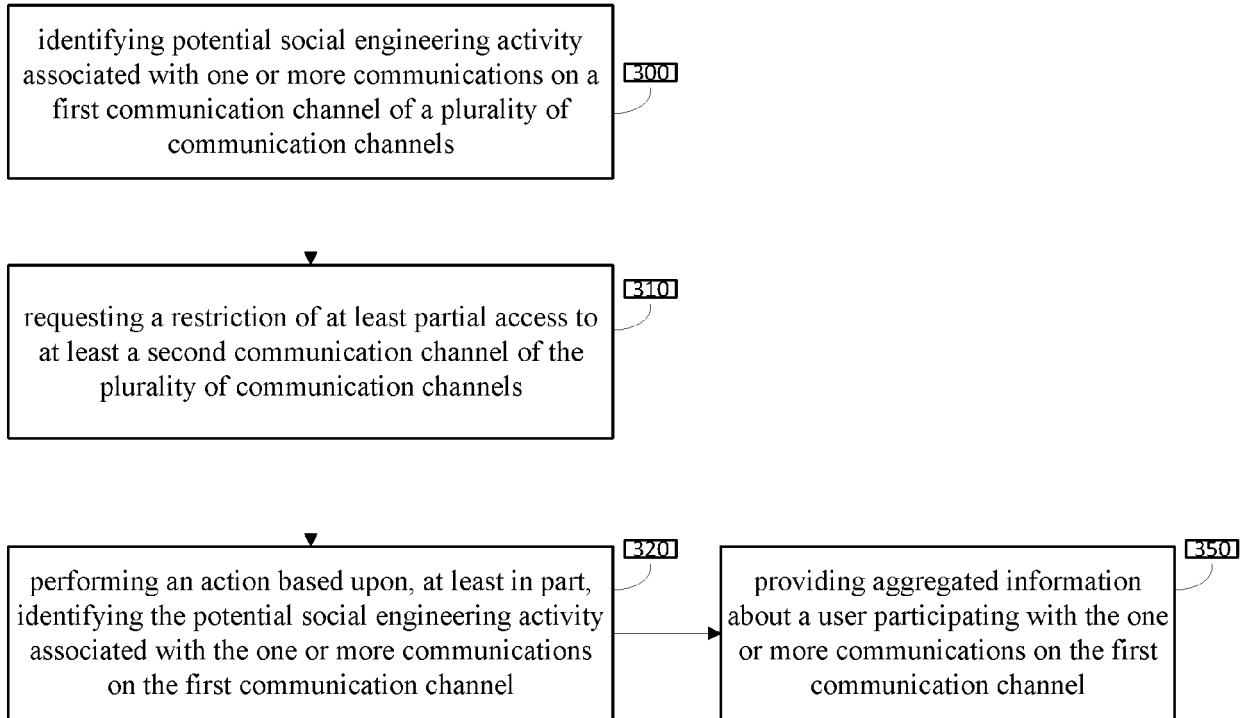 identifying potential social engineering activity
associated with one or more communications on a
first communication channel of a plurality of
communication channels
300
requesting a restriction of at least partial access to
at least a second communication channel of the
plurality of communication channels
310
performing an action based upon, at least in part,
identifying the potential social engineering activity
associated with the one or more communications
on the first communication channel
320
providing aggregated information
about a user participating with the one
or more communications on the first
communication channel
350